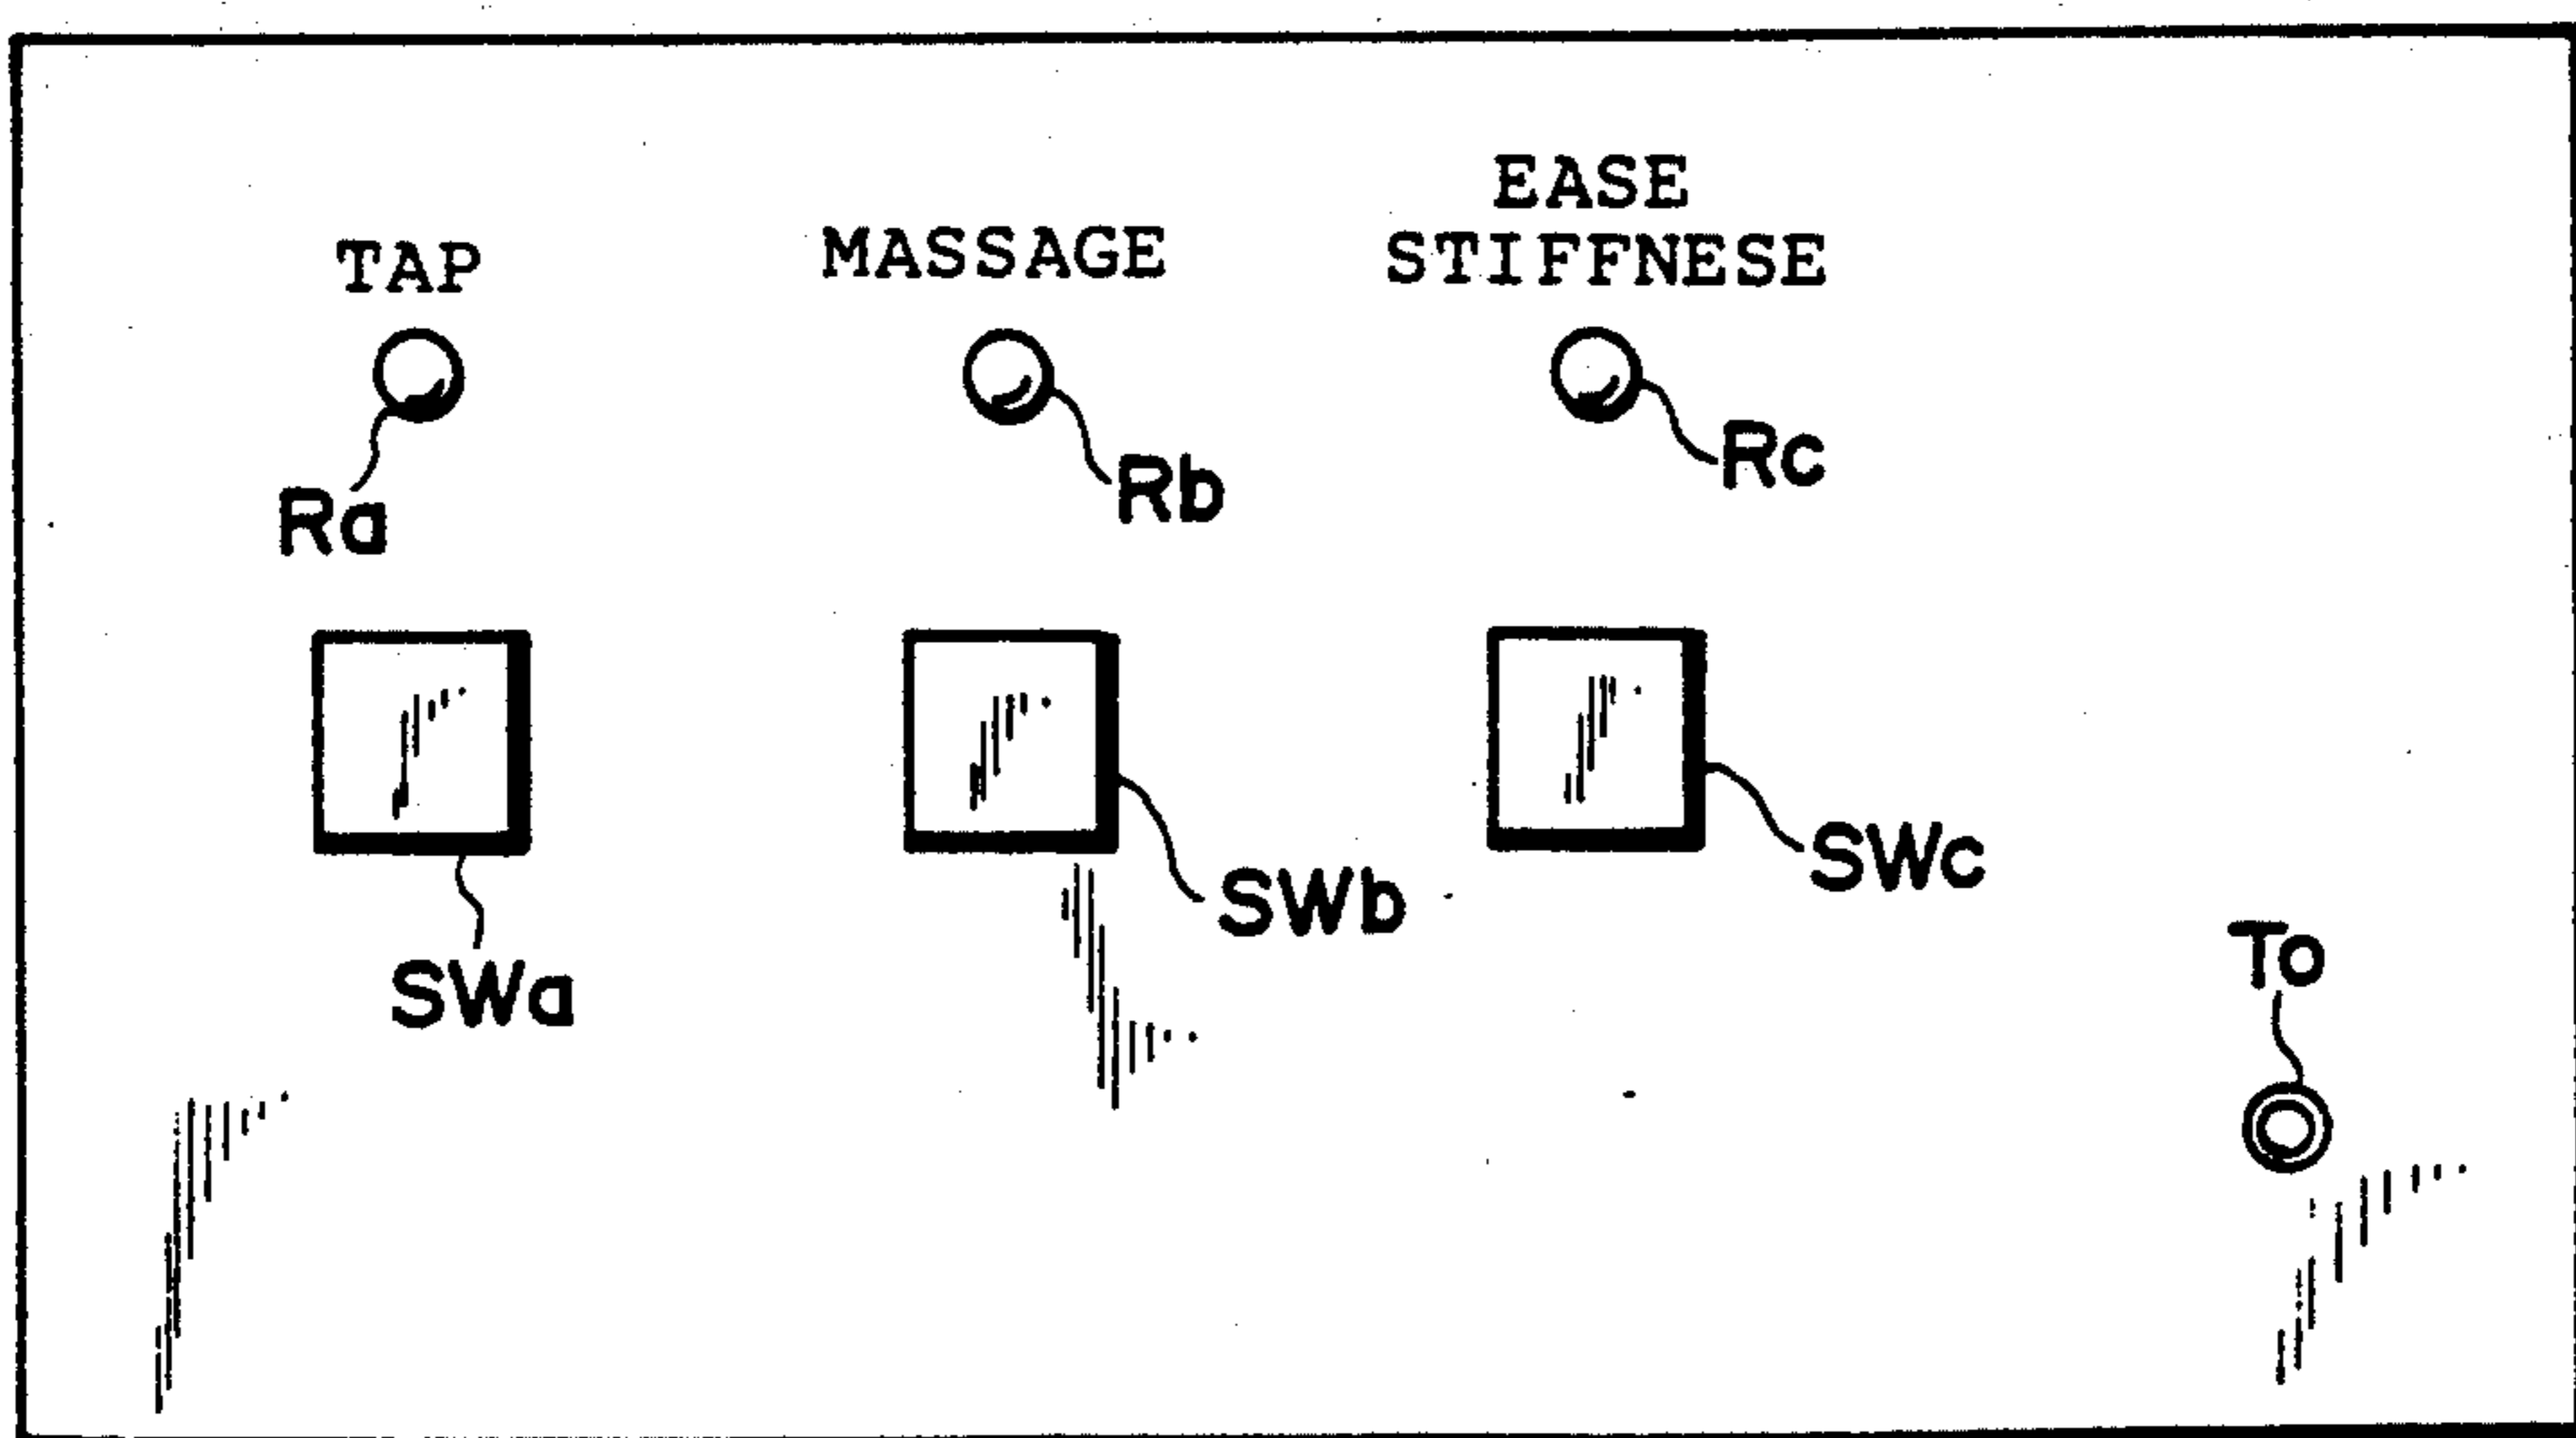 TAP
MASSAGE
EASE
STIFFNESE
Ra
Rb
Rc
SWa
SWb
SWc
To